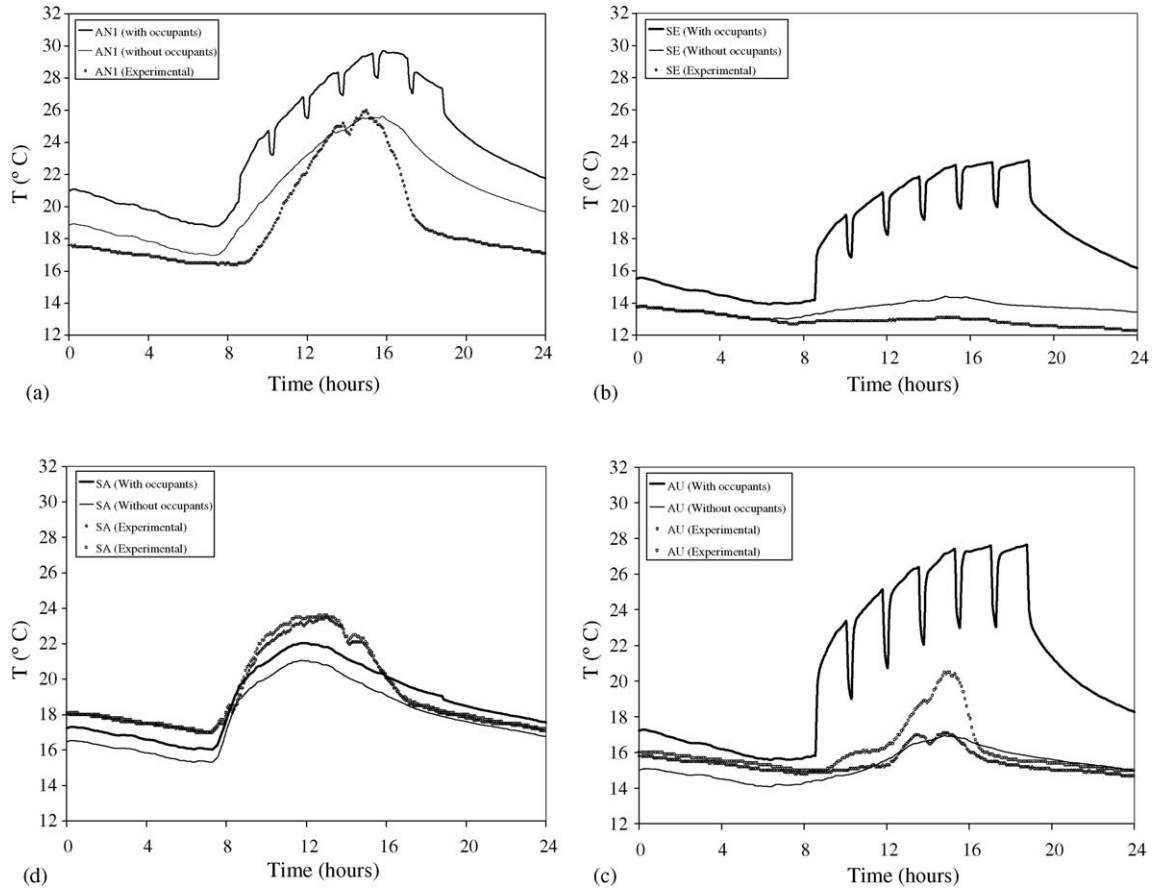 32
30
28
26
24
22
20
18
16
14
12
T (º C)
AN1 (with occupants)
AN1 (without occupants)
AN1 (Experimental)
0 4 8 12 16 20 24
Time (hours)
(a)
32
30
28
26
24
22
20
18
16
14
12
T (º C)
SE (With occupants)
SE (Without occupants)
SE (Experimental)
0 4 8 12 16 20 24
Time (hours)
(b)
32
30
28
26
24
22
20
18
16
14
12
T (º C)
SA (With occupants)
SA (Without occupants)
SA (Experimental)
SA (Experimental)
0 4 8 12 16 20 24
Time (hours)
(d)
32
30
28
26
24
22
20
18
16
14
12
T (º C)
AU (With occupants)
AU (Without occupants)
AU (Experimental)
AU (Experimental)
0 4 8 12 16 20 24
Time (hours)
(c)